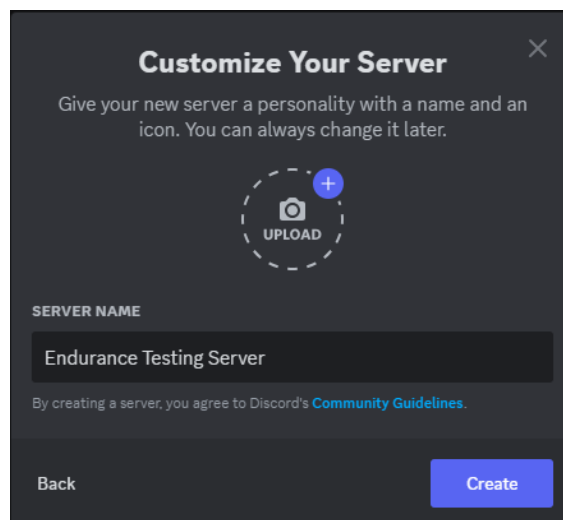 Customize Your Server
Give your new server a personality with a name and an
icon. You can always change it later.
UPLOAD
SERVER NAME
Endurance Testing Server
By creating a server, you agree to Discord's Community Guidelines.
Back
Create